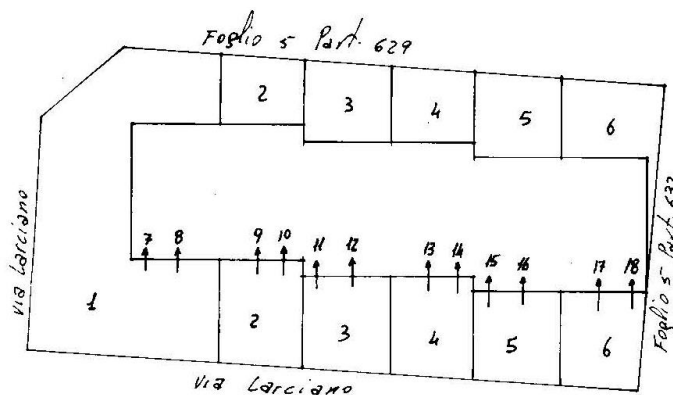 Foglio 5 Part. 629
2 3 4 5 6
via Larciano
7 8 9 10 11 12 13 14 15 16 17 18
1 2 3 4 5 6
Foglio 5 Part. 632
via Larciano